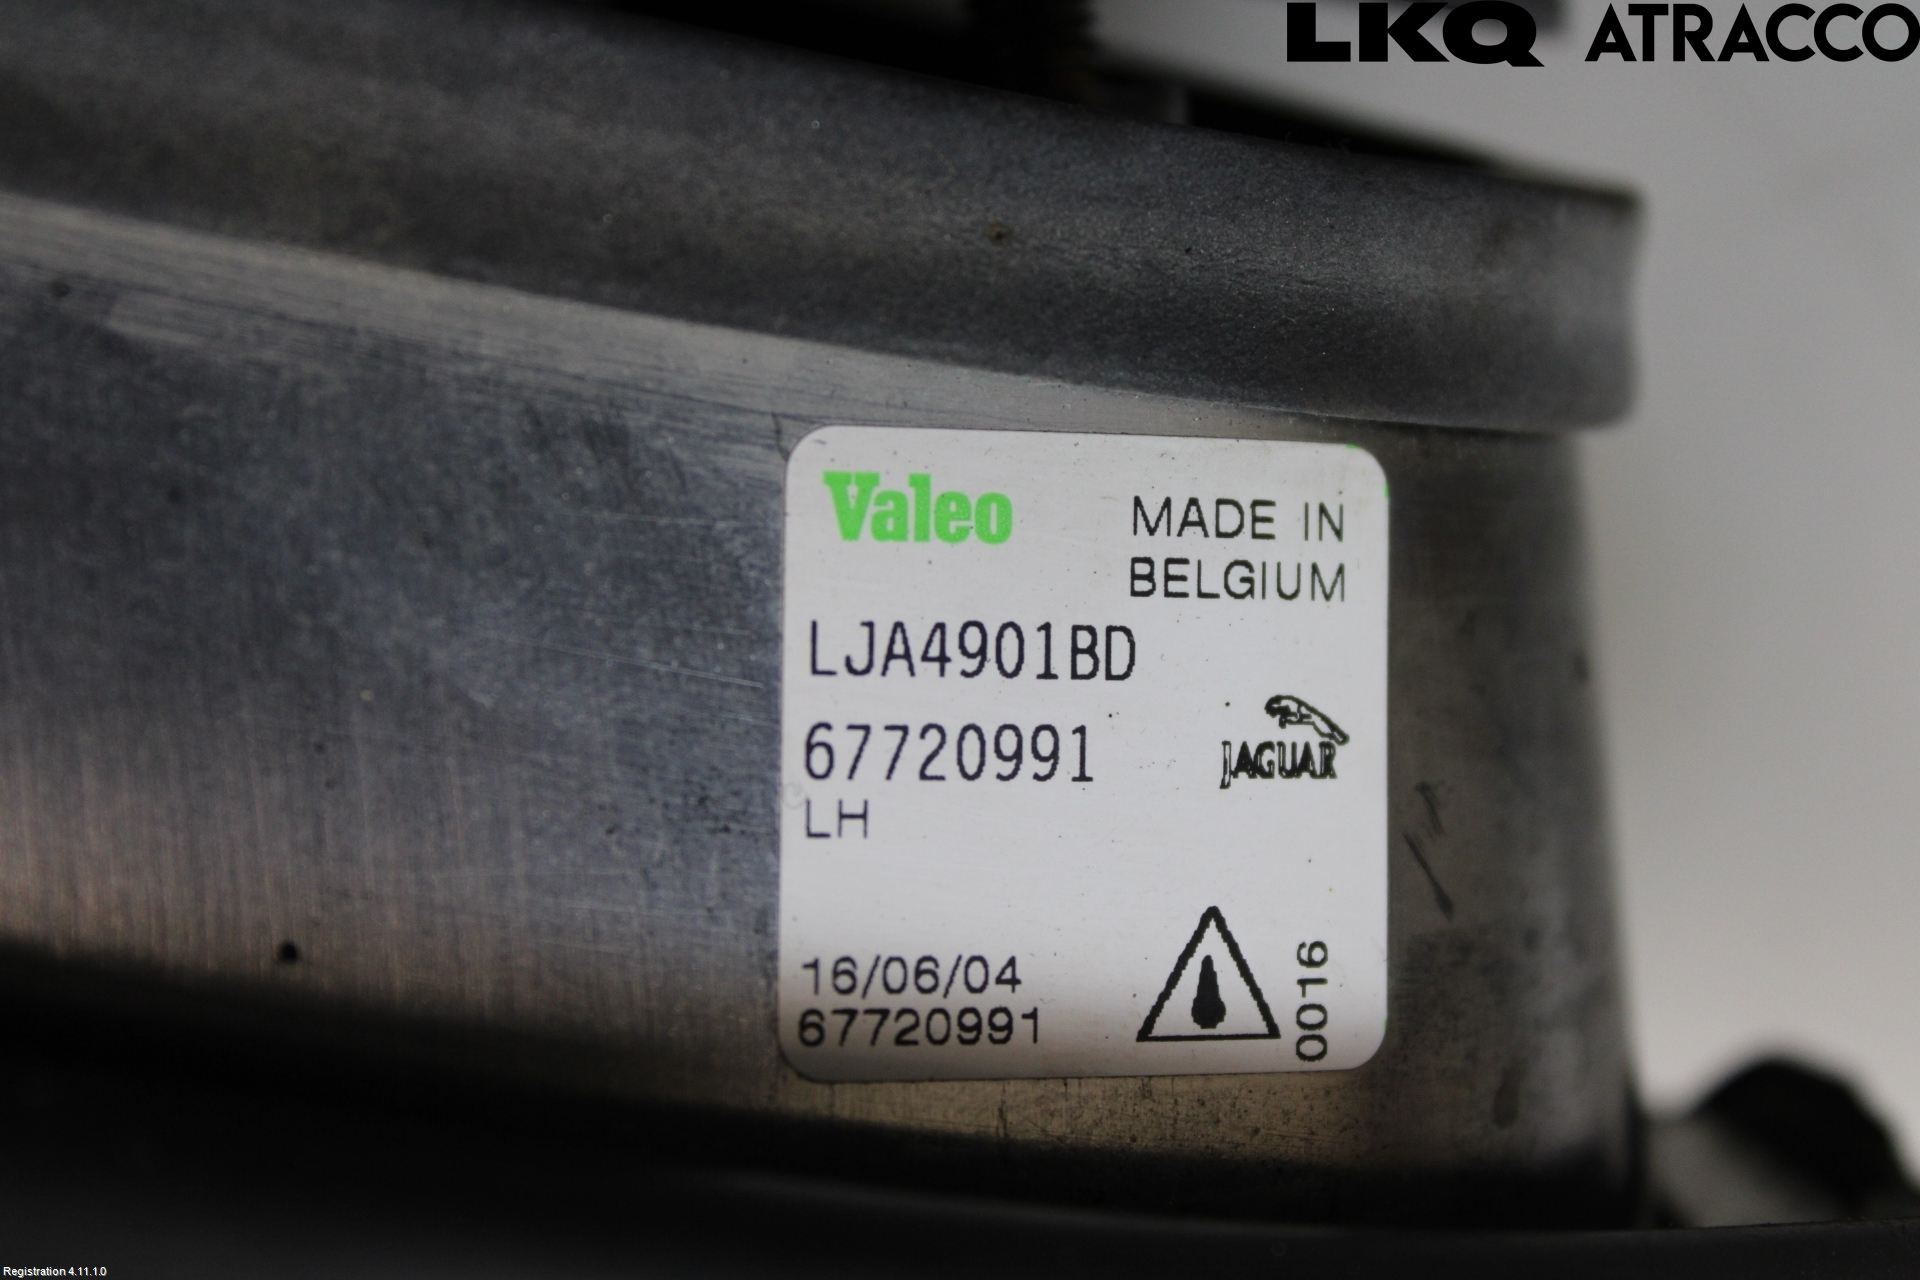 LKQ ATRACCO
Valeo
MADE IN
BELGIUM
LJA4901BD
67720991
JAGUAR
LH
16/06/04
67720991
0016
Registration 4.11.1.0